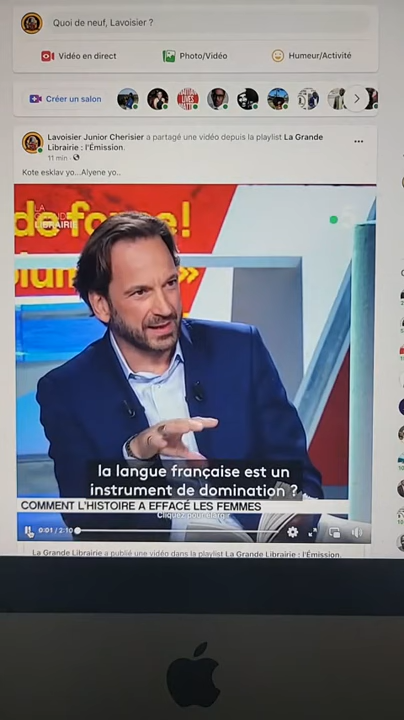 Quoi de neuf, Lavoisier ?
Vidéo en direct
Photo/Vidéo
Humeur/Activité
Créer un salon
Lavoisier Junior Cherisier a partagé une vidéo depuis la playlist La Grande
Librairie : l'Émission.
11 min
Kote esklav yo...Alyene yo..
LA
GRANDE
LIBRAIRIE
la langue française est un
instrument de domination ?
COMMENT L'HISTOIRE A EFFACÉ LES FEMMES
Cliquez pour élargir
0:01 / 2:10
La Grande Librairie a publié une vidéo dans la playlist La Grande Librairie : l'Émission.